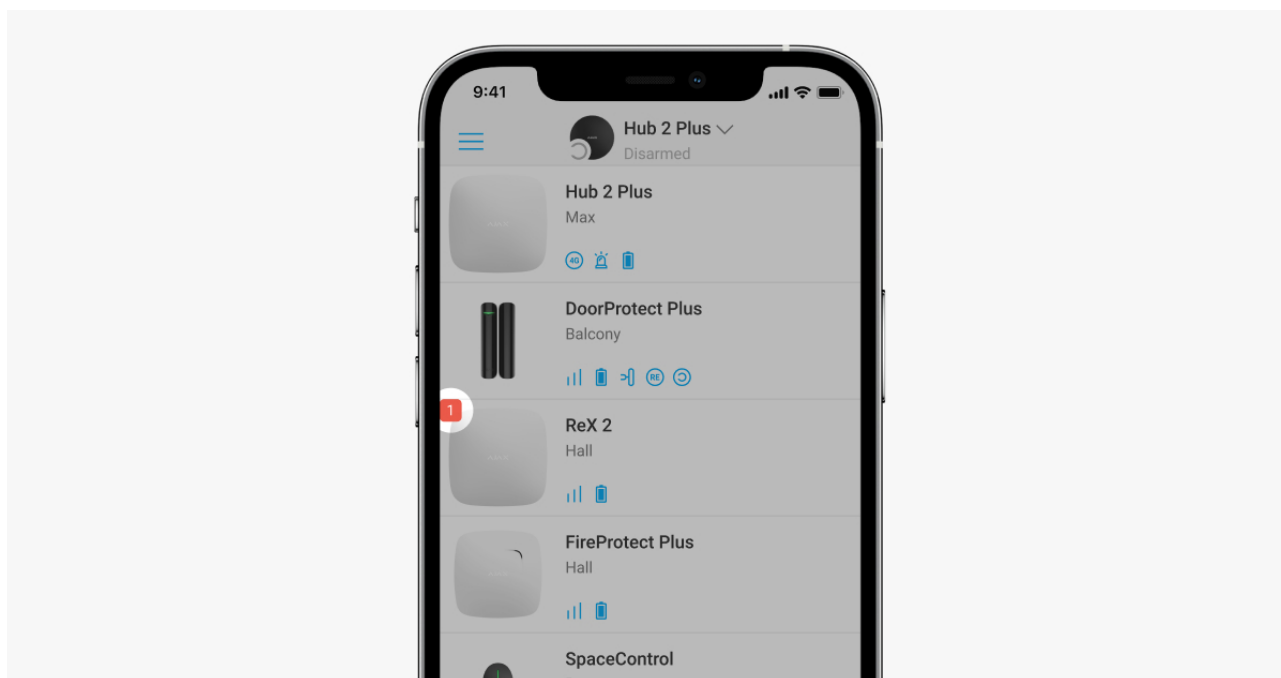 9:41
Hub 2 Plus
Disarmed
Hub 2 Plus
Max
4G
DoorProtect Plus
Balcony
RE
1
ReX 2
Hall
FireProtect Plus
Hall
SpaceControl